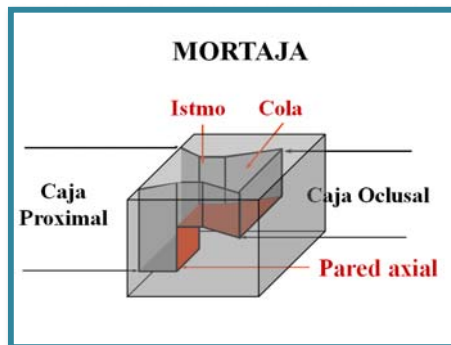 MORTAJA
Istmo
Cola
Caja
Proximal
Caja Oclusal
Pared axial